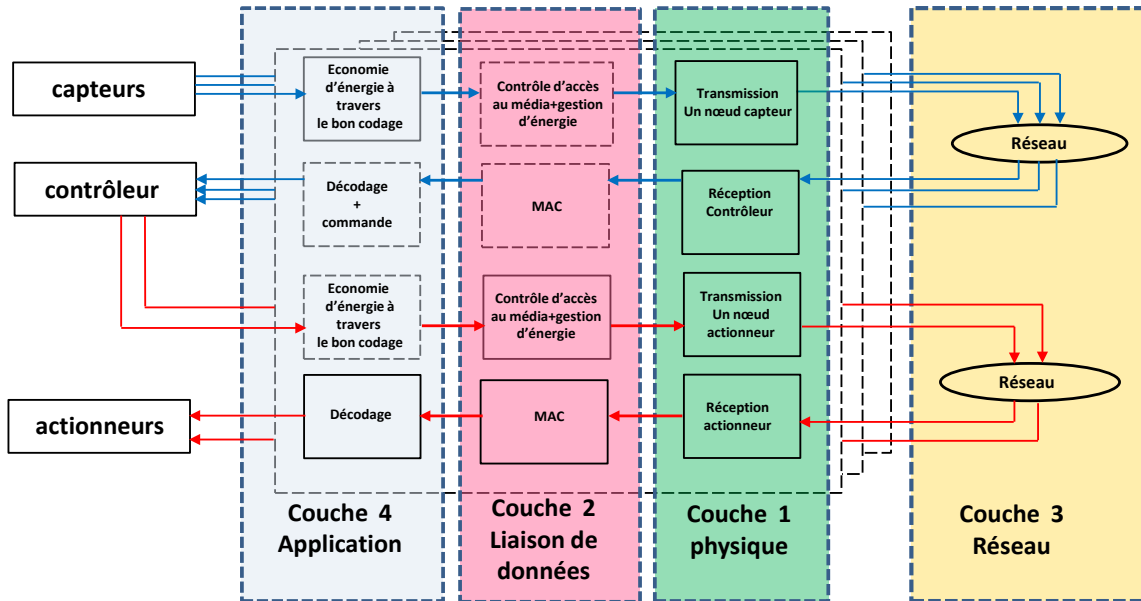 capteurs
Economie
d'énergie à
travers
le bon codage
Contrôle d'accès
au média+gestion
d'énergie
Transmission
Un nœud capteur
Réseau
contrôleur
Décodage
+
commande
MAC
Réception
Contrôleur
Economie
d'énergie à
travers
le bon codage
Contrôle d'accès
au média+gestion
d'énergie
Transmission
Un nœud
actionneur
Réseau
actionneurs
Décodage
MAC
Réception
actionneur
Couche 4
Application
Couche 2
Liaison de
données
Couche 1
physique
Couche 3
Réseau